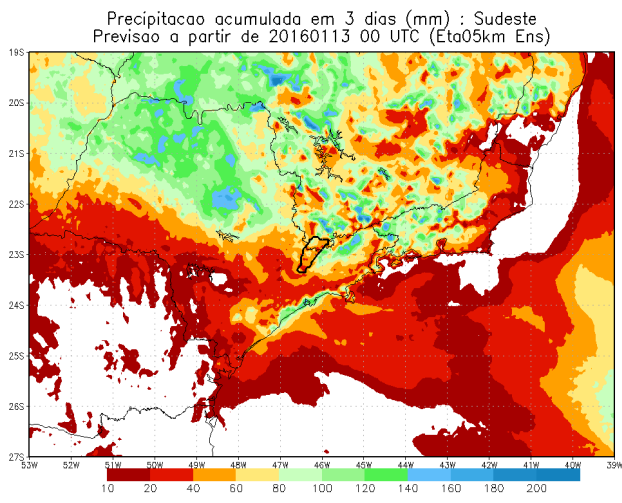 Precipitacao acumulada em 3 dias (mm) : Sudeste
Previsao a partir de 20160113 00 UTC (Eta05km Ens)
19S
20S
21S
22S
23S
24S
25S
26S
27S
53W 52W 51W 50W 49W 48W 47W 46W 45W 44W 43W 42W 41W 40W 39W
10 20 40 60 80 100 120 140 160 180 200